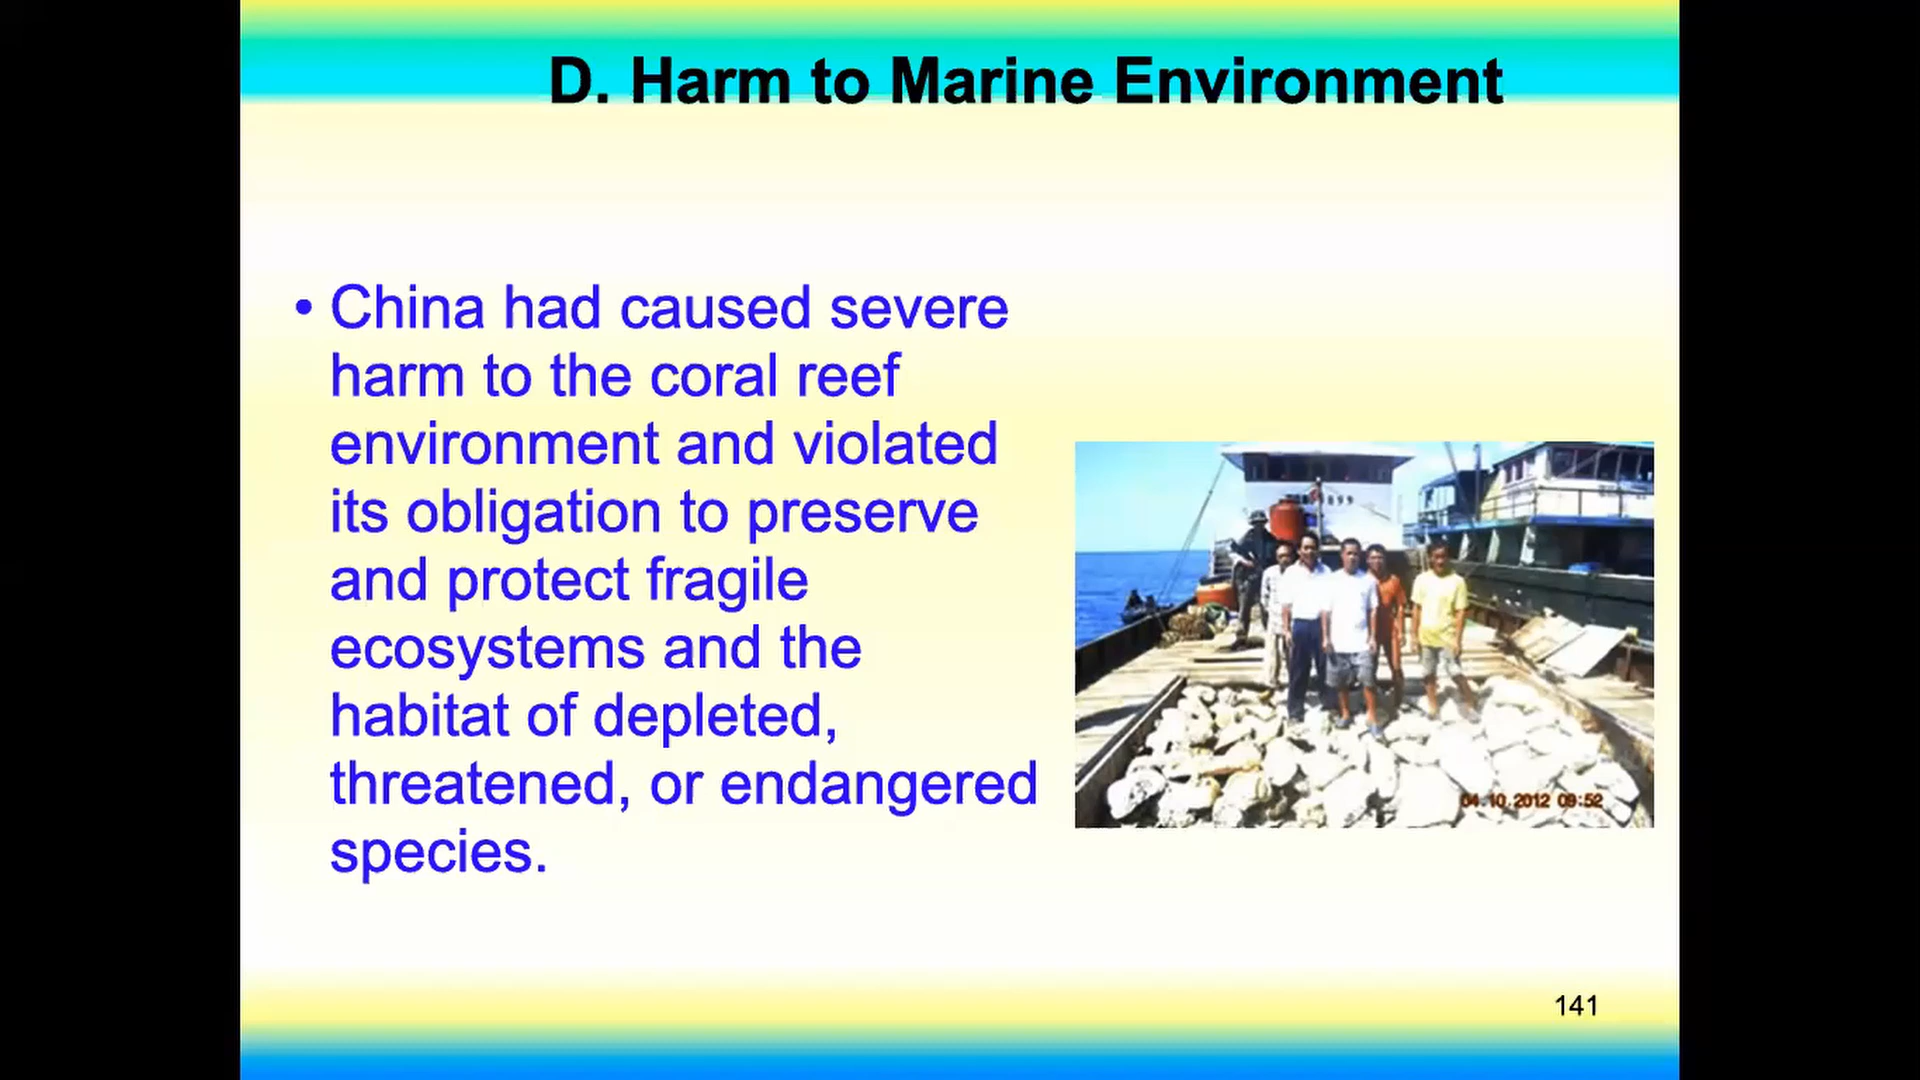 D. Harm to Marine Environment
• China had caused severe
harm to the coral reef
environment and violated
its obligation to preserve
and protect fragile
ecosystems and the
habitat of depleted,
threatened, or endangered
species.
04.10.2012 09:52
141